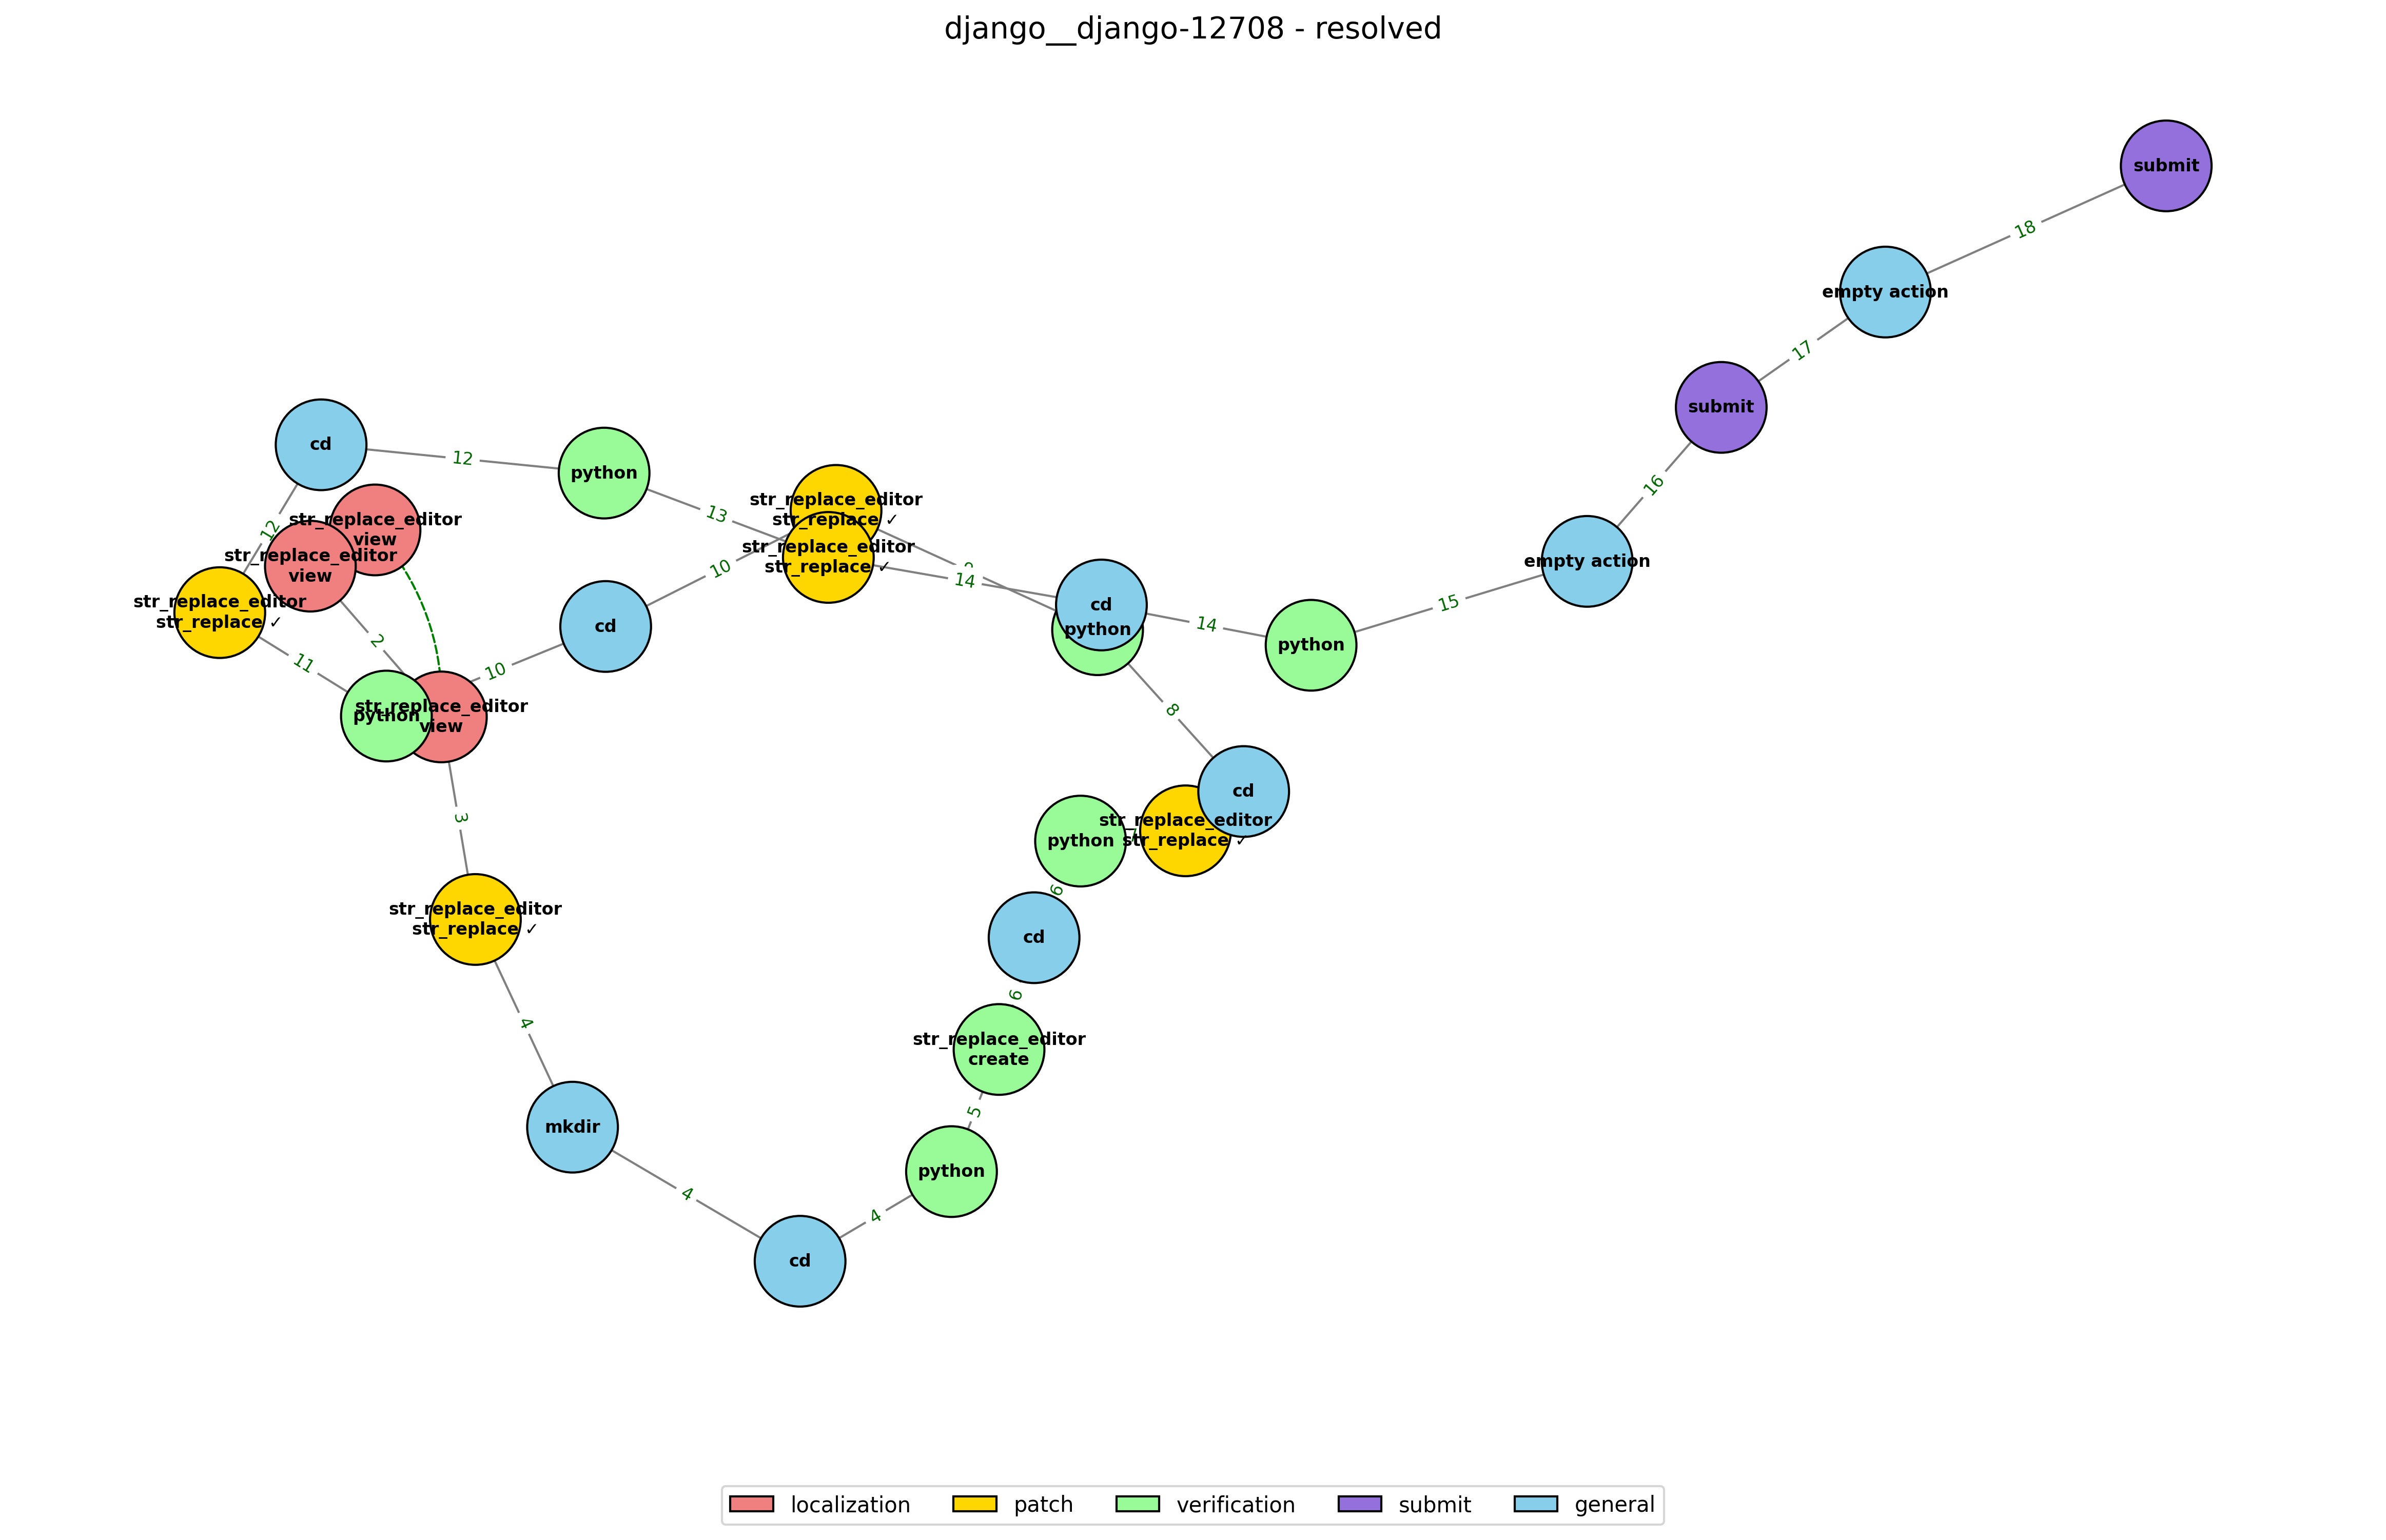 django__django-12708 - resolved
submit
18
empty action
17
submit
16
cd
12
python
13
str_replace_editor
str_replace ✓
str_replace_editor
view
12
str_replace_editor
view
str_replace_editor
str_replace ✓
10
14
empty action
15
str_replace_editor
str_replace ✓
cd
python
14
python
2
cd
11
10
str_replace_editor
view
python
8
3
cd
python
str_replace_editor
str_replace ✓
6
str_replace_editor
str_replace ✓
cd
6
4
str_replace_editor
create
5
mkdir
python
4
4
cd
localization
patch
verification
submit
general